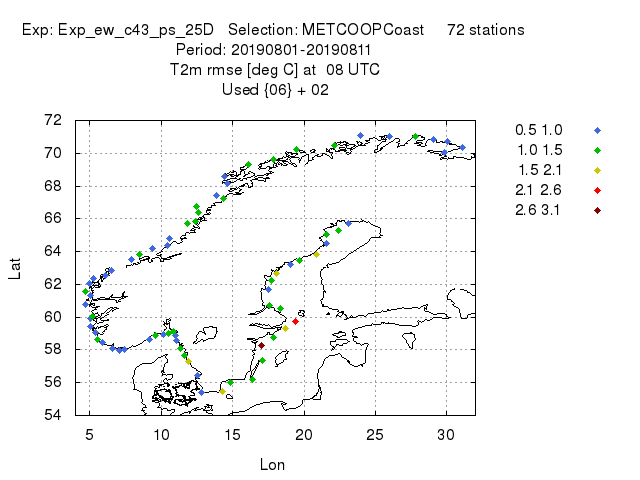 Exp: Exp_ew_c43_ps_25D Selection: METCOOPCoast 72 stations
Period: 20190801-20190811
T2m rmse [deg C] at 08 UTC
Used {06} + 02
72
70
68
66
64
62
60
58
56
54
Lat
5 10 15 20 25 30
Lon
0.5 1.0
1.0 1.5
1.5 2.1
2.1 2.6
2.6 3.1